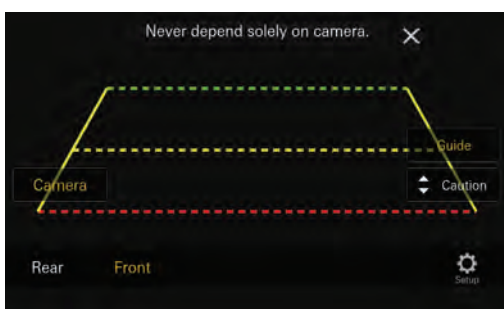 Never depend solely on camera.
Guide
Camera
Caution
Rear Front
Setup